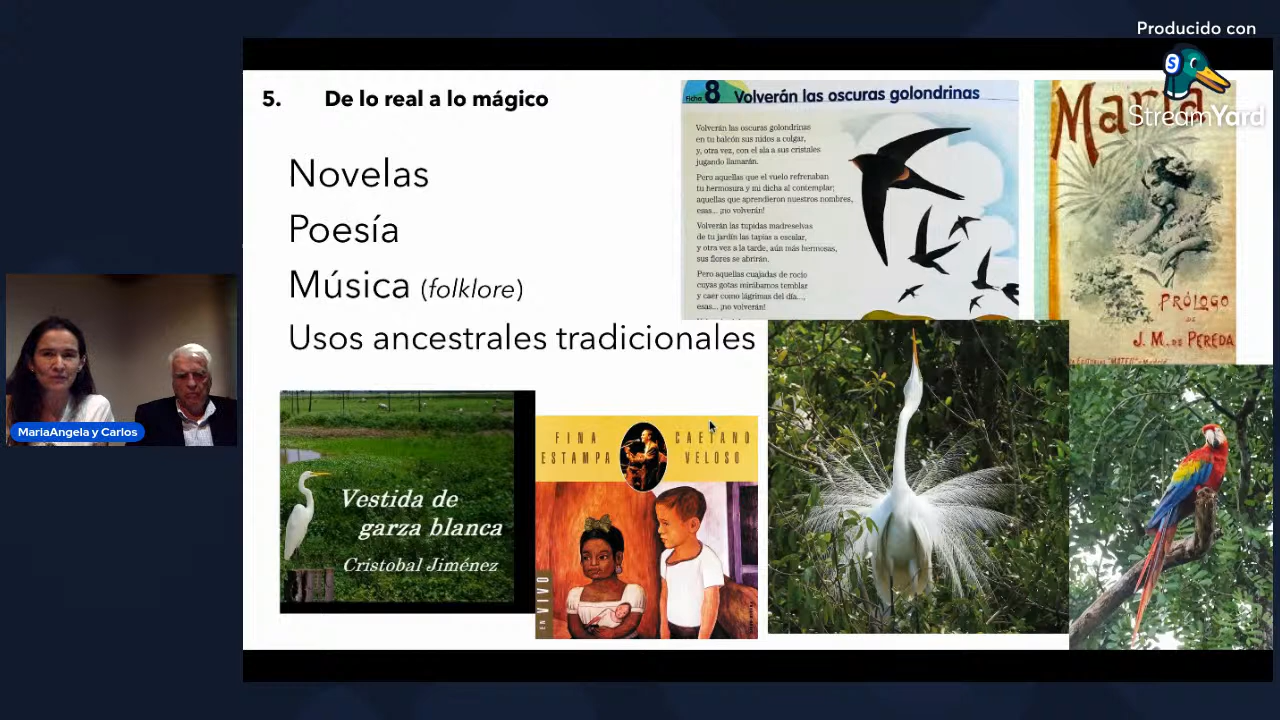 Producido con
StreamYard
5. De lo real a lo mágico
Novelas
Poesía
Música (folklore)
Usos ancestrales tradicionales
Ficha 8 Volverán las oscuras golondrinas
Volverán las oscuras golondrinas
en tu balcón sus nidos a colgar,
y, otra vez, con el ala a sus cristales
jugando llamarán.
Pero aquellas que el vuelo refrenaban
tu hermosura y mi dicha al contemplar;
aquellas que aprendieron nuestros nombres,
esas... ¡no volverán!
Volverán las tupidas madreselvas
de tu jardín las tapias a escalar,
y otra vez a la tarde, aún más hermosas,
sus flores se abrirán.
Pero aquellas cuajadas de rocío
cuyas gotas mirábamos temblar
y caer como lágrimas del día...,
esas... ¡no volverán!
María
PRÓLOGO
DE
J. M. DE PEREDA
Vestida de
garza blanca
Cristobal Jiménez
FINA
ESTAMPA
CAETANO
VELOSO
EN VIVO
MariaAngela y Carlos